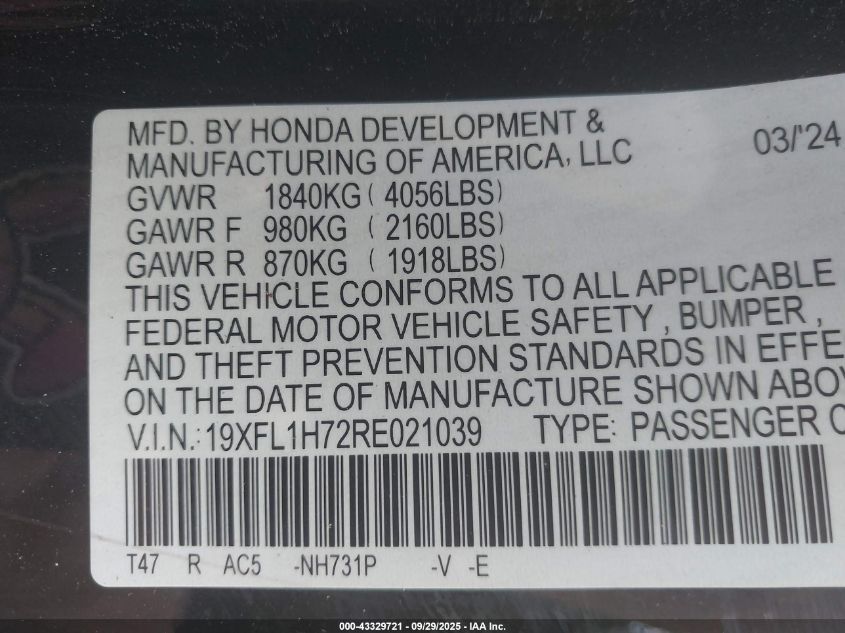 MFD. BY HONDA DEVELOPMENT &
MANUFACTURING OF AMERICA, LLC 03/'24
GVWR 1840KG ( 4056LBS)
GAWR F 980KG ( 2160LBS)
GAWR R 870KG ( 1918LBS)
THIS VEHICLE CONFORMS TO ALL APPLICABLE
FEDERAL MOTOR VEHICLE SAFETY , BUMPER ,
AND THEFT PREVENTION STANDARDS IN EFFE
ON THE DATE OF MANUFACTURE SHOWN ABOV
V.I.N.: 19XFL1H72RE021039 TYPE: PASSENGER C
T47 R AC5 -NH731P -V -E
000-43329721 - 09/29/2025 - IAA Inc.